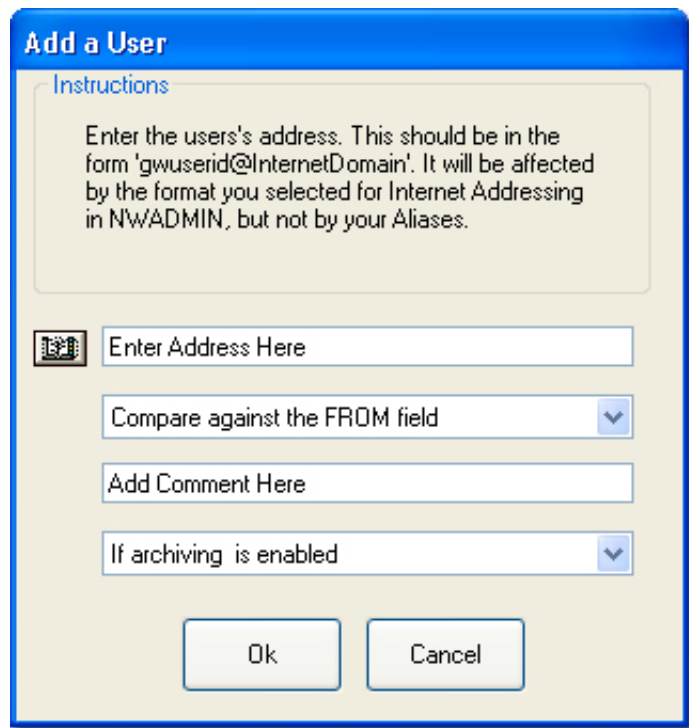 Add a User
Instructions
Enter the users's address. This should be in the
form 'gwuserid@InternetDomain'. It will be affected
by the format you selected for Internet Addressing
in NWADMIN, but not by your Aliases.
Enter Address Here
Compare against the FROM field
Add Comment Here
If archiving  is enabled
Ok
Cancel